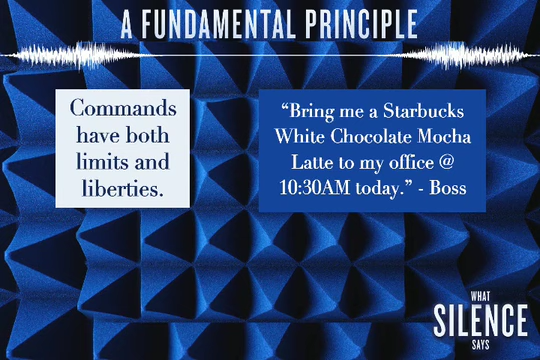 A FUNDAMENTAL PRINCIPLE
Commands
have both
limits and
liberties.
“Bring me a Starbucks
White Chocolate Mocha
Latte to my office @
10:30AM today.” - Boss
WHAT
SILENCE
SAYS